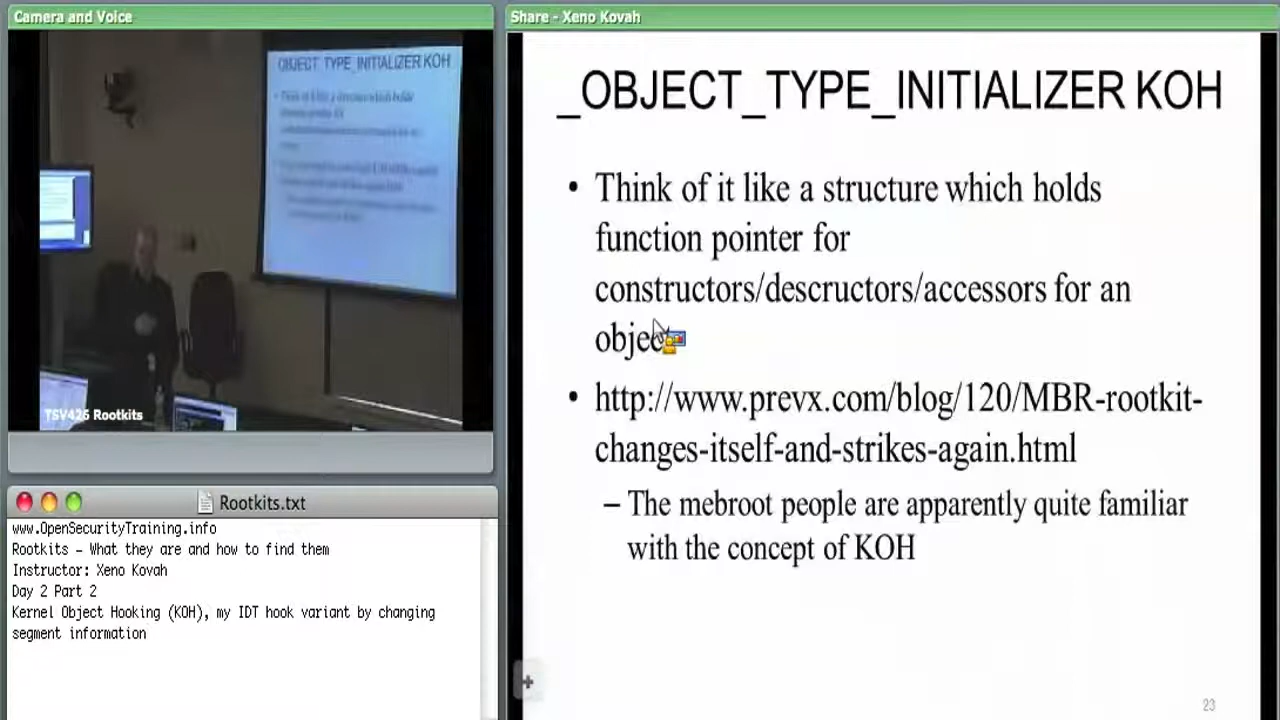 Camera and Voice
OBJECT_TYPE_INITIALIZER KOH
TSV426 Rootkits
Rootkits.txt
www.OpenSecurityTraining.info
Rootkits - What they are and how to find them
Instructor: Xeno Kovah
Day 2 Part 2
Kernel Object Hooking (KOH), my IDT hook variant by changing
segment information
Share - Xeno Kovah
_OBJECT_TYPE_INITIALIZER KOH
• Think of it like a structure which holds
function pointer for
constructors/descructors/accessors for an
objec
• http://www.prevx.com/blog/120/MBR-rootkit-
changes-itself-and-strikes-again.html
– The mebroot people are apparently quite familiar
with the concept of KOH
23